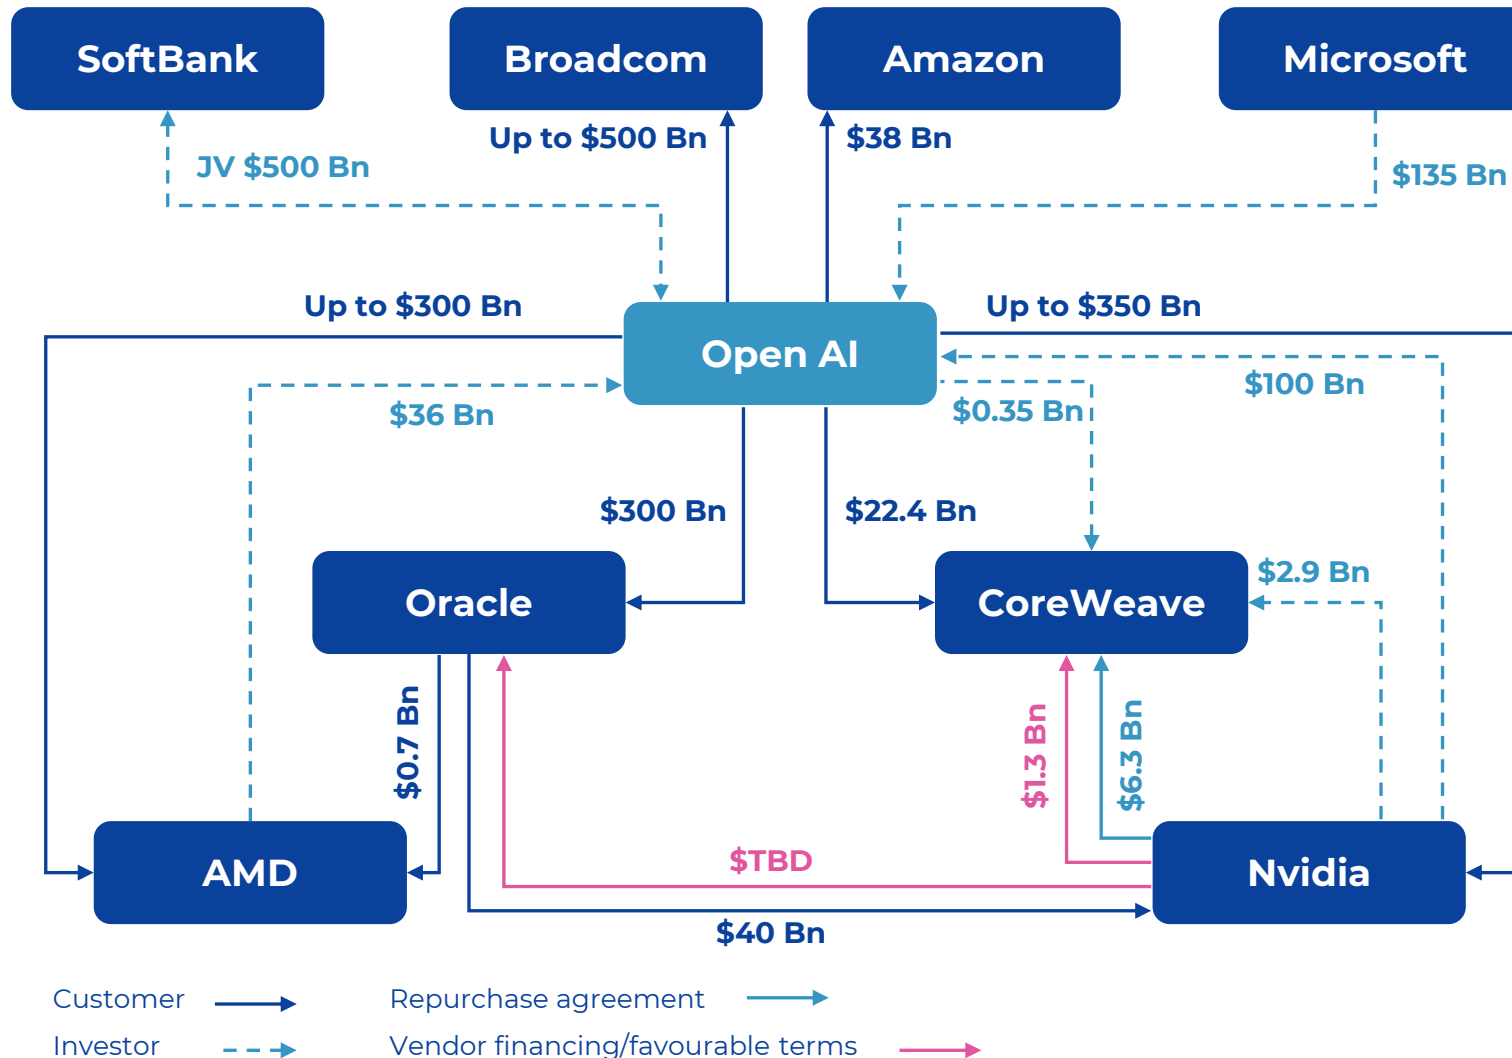 SoftBank
Broadcom
Amazon
Microsoft
Up to $500 Bn
$38 Bn
JV $500 Bn
$135 Bn
Up to $300 Bn
Up to $350 Bn
Open AI
$36 Bn
$0.35 Bn
$100 Bn
$300 Bn
$22.4 Bn
Oracle
CoreWeave
$2.9 Bn
$0.7 Bn
$1.3 Bn
$6.3 Bn
AMD
$TBD
Nvidia
$40 Bn
Customer
Repurchase agreement
Investor
Vendor financing/favourable terms